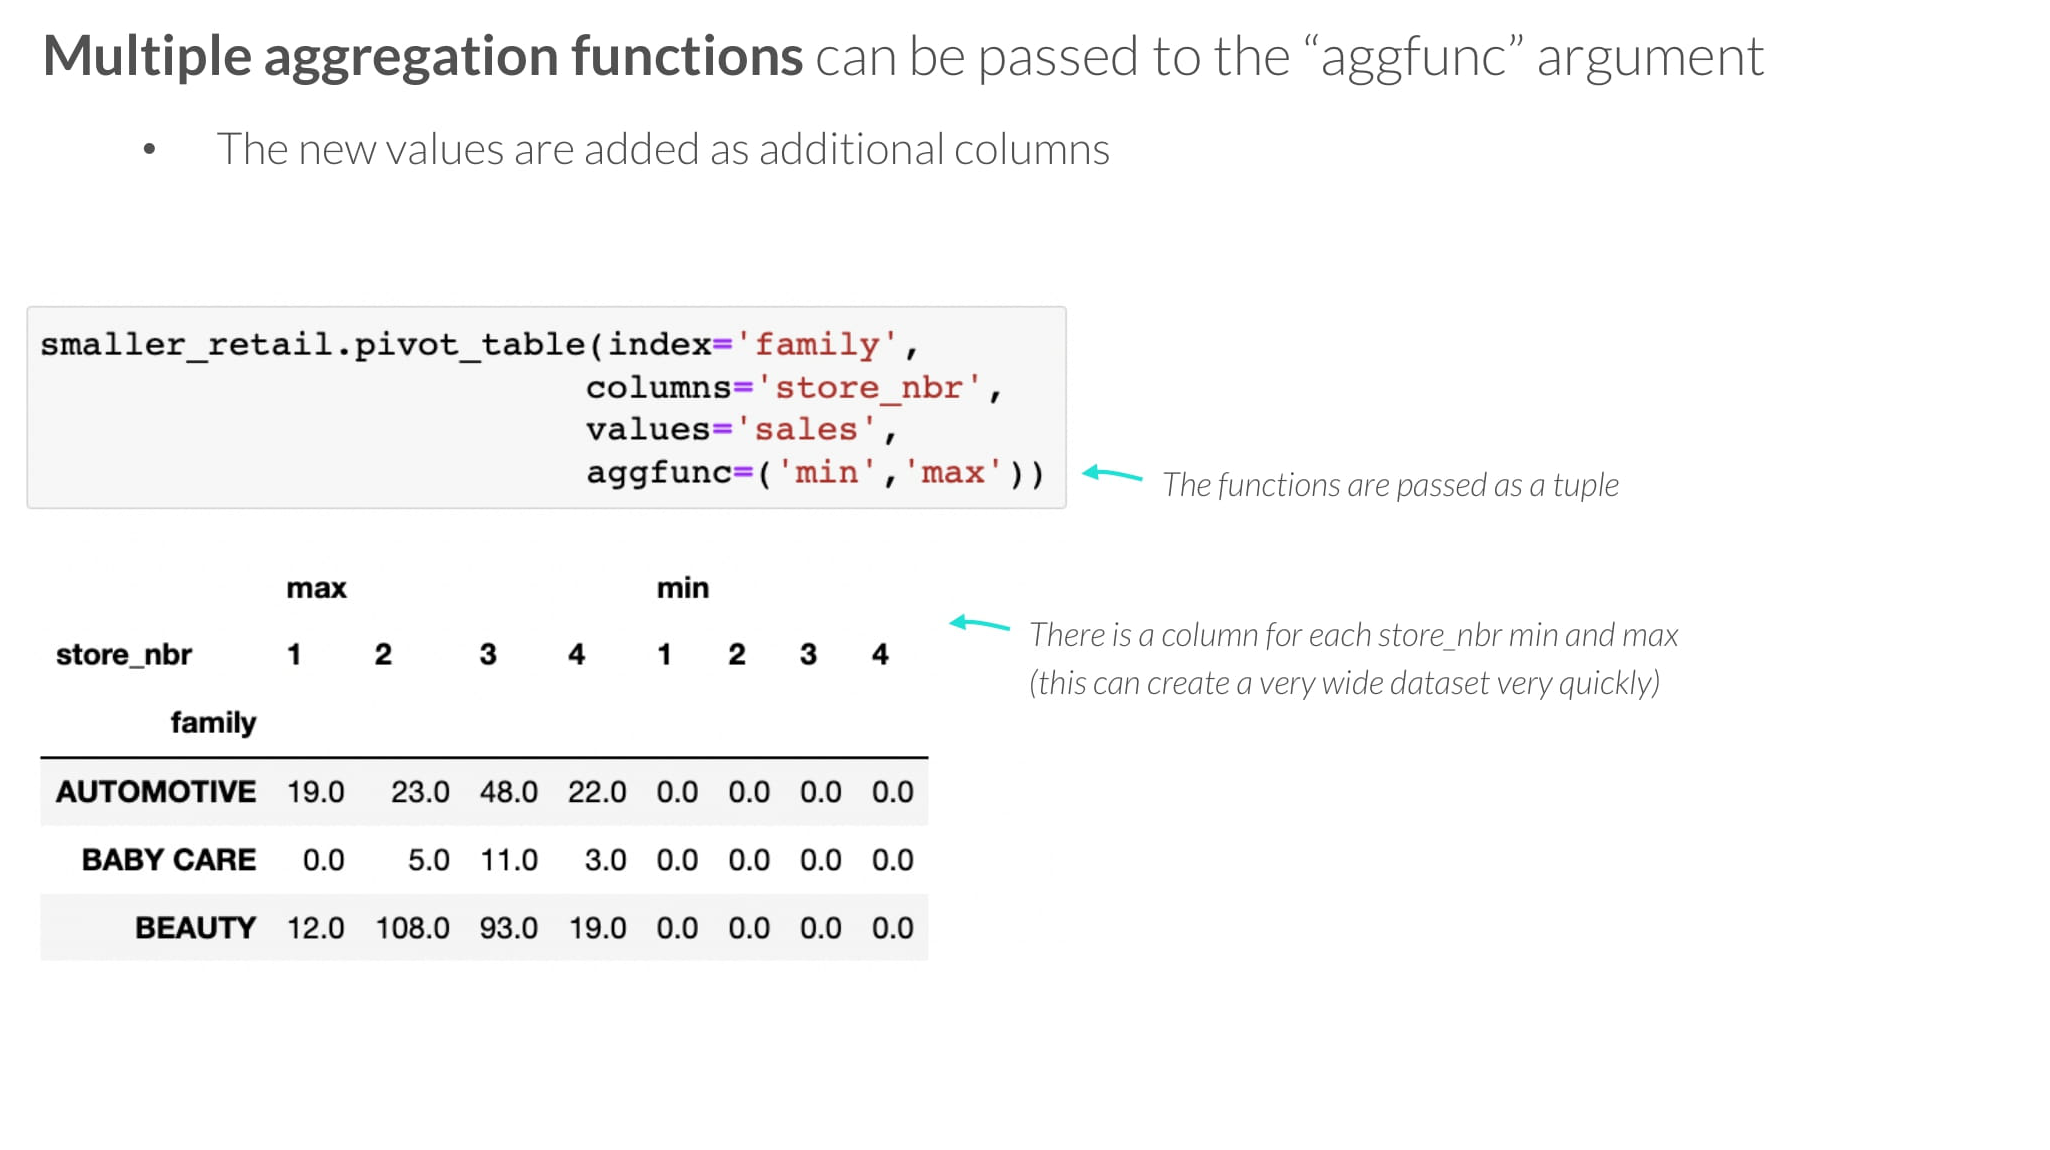 Multiple aggregation functions can be passed to the “aggfunc” argument
• The new values are added as additional columns
smaller_retail.pivot_table(index='family',
columns='store_nbr',
values='sales',
aggfunc=('min','max'))
The functions are passed as a tuple
max min
store_nbr 1 2 3 4 1 2 3 4
family
There is a column for each store_nbr min and max
(this can create a very wide dataset very quickly)
AUTOMOTIVE 19.0 23.0 48.0 22.0 0.0 0.0 0.0 0.0
BABY CARE 0.0 5.0 11.0 3.0 0.0 0.0 0.0 0.0
BEAUTY 12.0 108.0 93.0 19.0 0.0 0.0 0.0 0.0